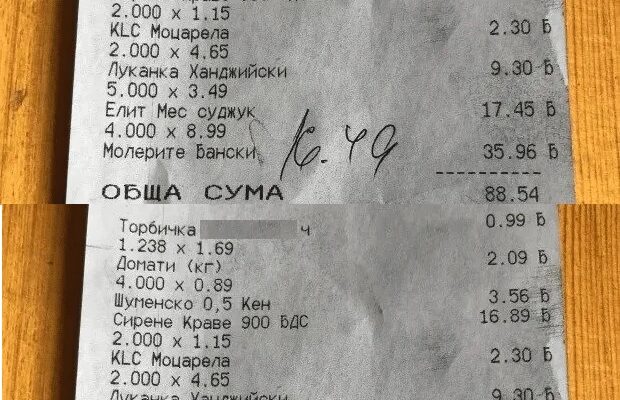 2.000 x 1.15
KLC Моцарела 2.30 Б
2.000 x 4.65
Луканка Ханджийски 9.30 Б
5.000 x 3.49
Елит Мес суджук 17.45 Б
4.000 x 8.99
Молерите Бански 35.96 Б
16.49
----------
ОБЩА СУМА 88.54
Торбичка ч 0.99 Б
1.238 x 1.69
Домати (кг) 2.09 Б
4.000 x 0.89
Шуменско 0,5 Кен 3.56 Б
Сирене Краве 900 БДС 16.89 Б
2.000 x 1.15
KLC Моцарела 2.30 Б
2.000 x 4.65
Луканка Ханджийски 9.30 Б